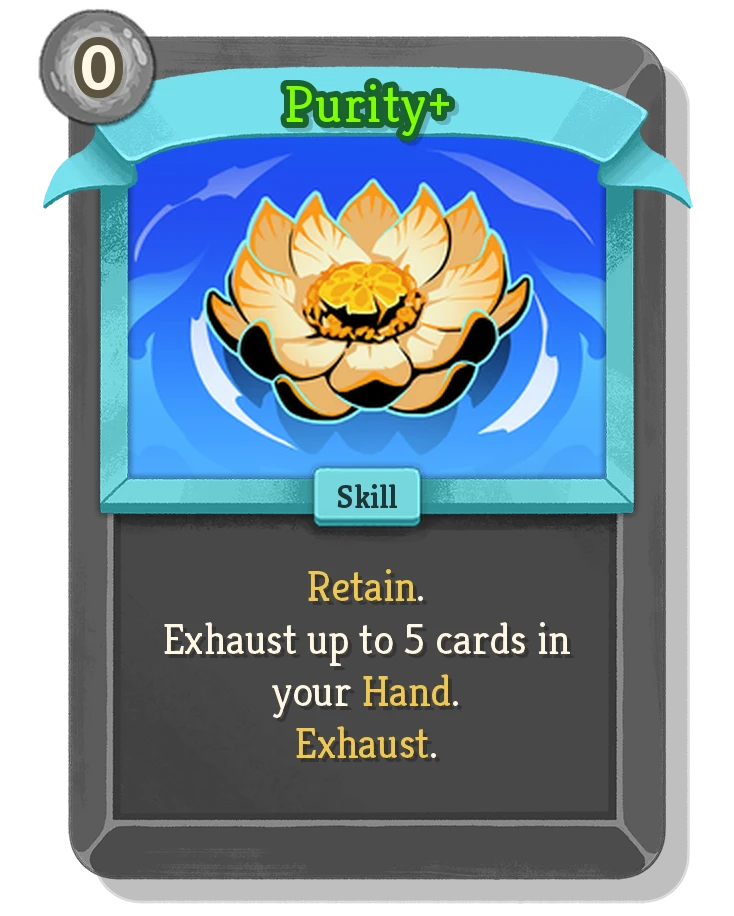 0
Purity+
Skill
Retain.
Exhaust up to 5 cards in
your Hand.
Exhaust.